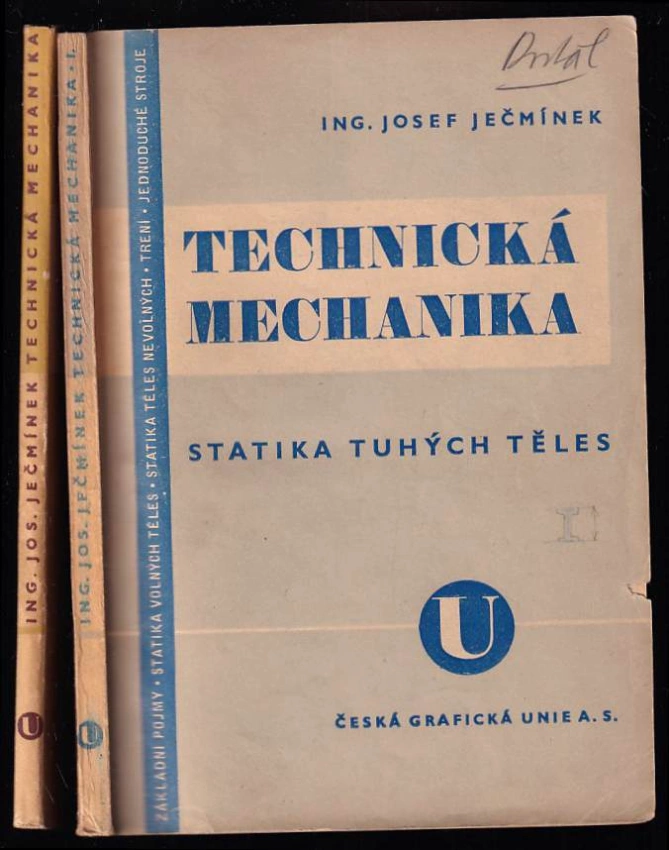 ING. JOS. JEČMÍNEK TECHNICKÁ MECHANIKA
U
ING. JOS. JEČMÍNEK TECHNICKÁ MECHANIKA • I.
U
ZÁKLADNÍ POJMY • STATIKA VOLNÝCH TĚLES • STATIKA TĚLES NEVOLNÝCH • TŘENÍ • JEDNODUCHÉ STROJE
Dostál
ING. JOSEF JEČMÍNEK
TECHNICKÁ
MECHANIKA
STATIKA TUHÝCH TĚLES
I
U
ČESKÁ GRAFICKÁ UNIE A. S.